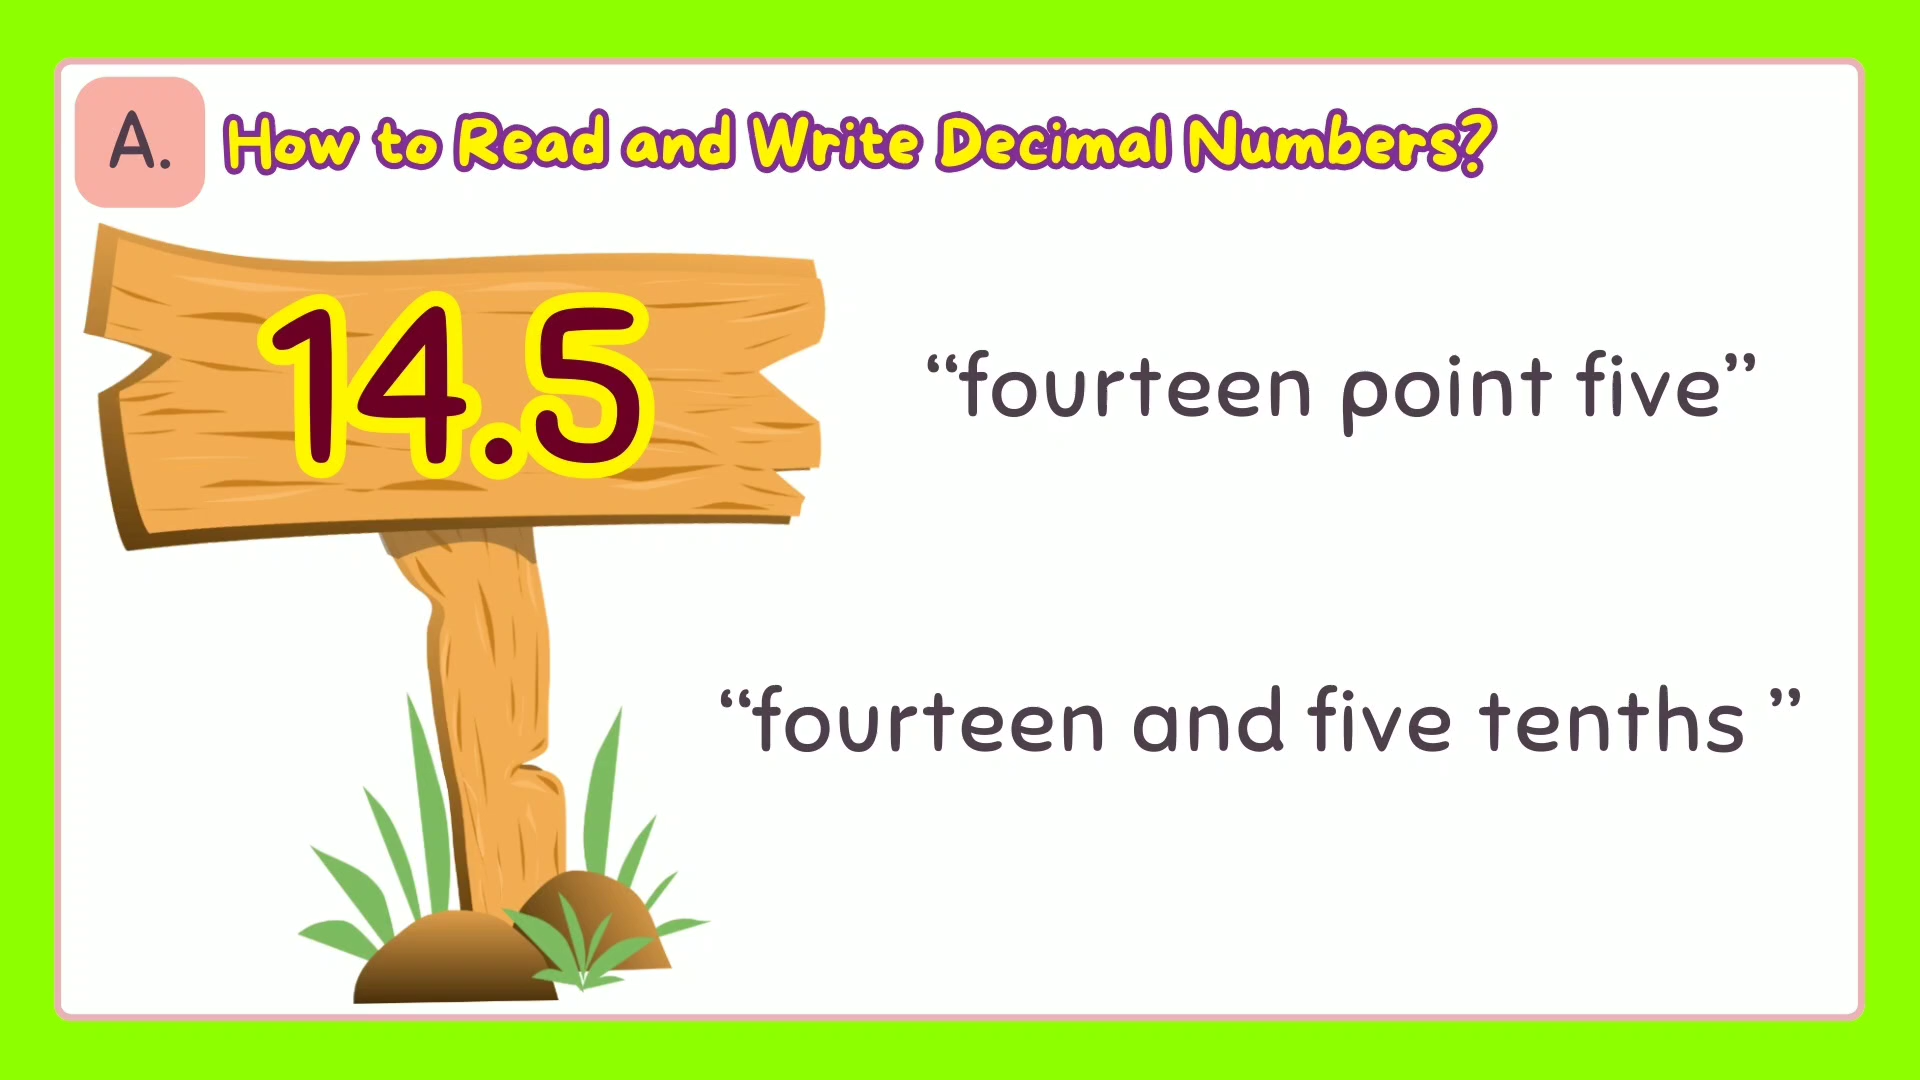 A. How to Read and Write Decimal Numbers?
14.5
“fourteen point five”
“fourteen and five tenths ”